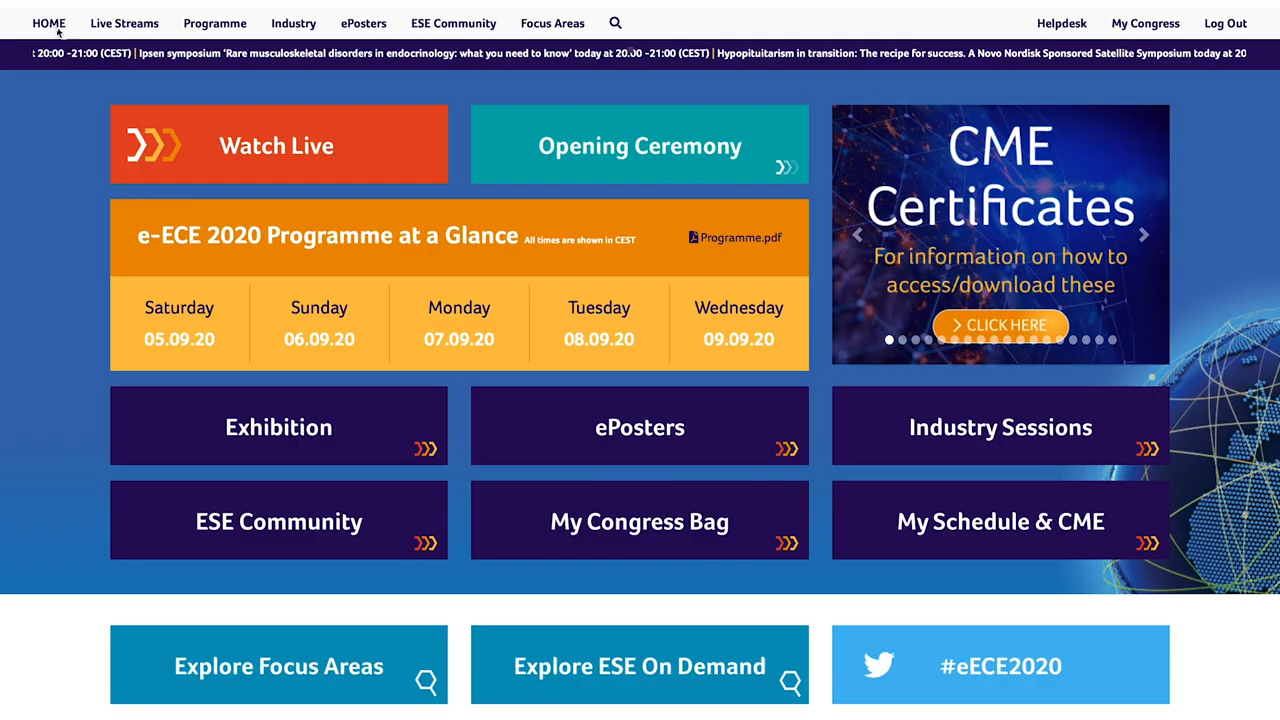 HOME Live Streams Programme Industry ePosters ESE Community Focus Areas Helpdesk My Congress Log Out
: 20:00 -21:00 (CEST) | Ipsen symposium 'Rare musculoskeletal disorders in endocrinology: what you need to know' today at 20.00 -21:00 (CEST) | Hypopituitarism in transition: The recipe for success. A Novo Nordisk Sponsored Satellite Symposium today at 20
Watch Live
Opening Ceremony
CME
Certificates
For information on how to
access/download these
CLICK HERE
e-ECE 2020 Programme at a Glance All times are shown in CEST Programme.pdf
Saturday Sunday Monday Tuesday Wednesday
05.09.20 06.09.20 07.09.20 08.09.20 09.09.20
Exhibition ePosters Industry Sessions
ESE Community My Congress Bag My Schedule & CME
Explore Focus Areas Explore ESE On Demand #eECE2020